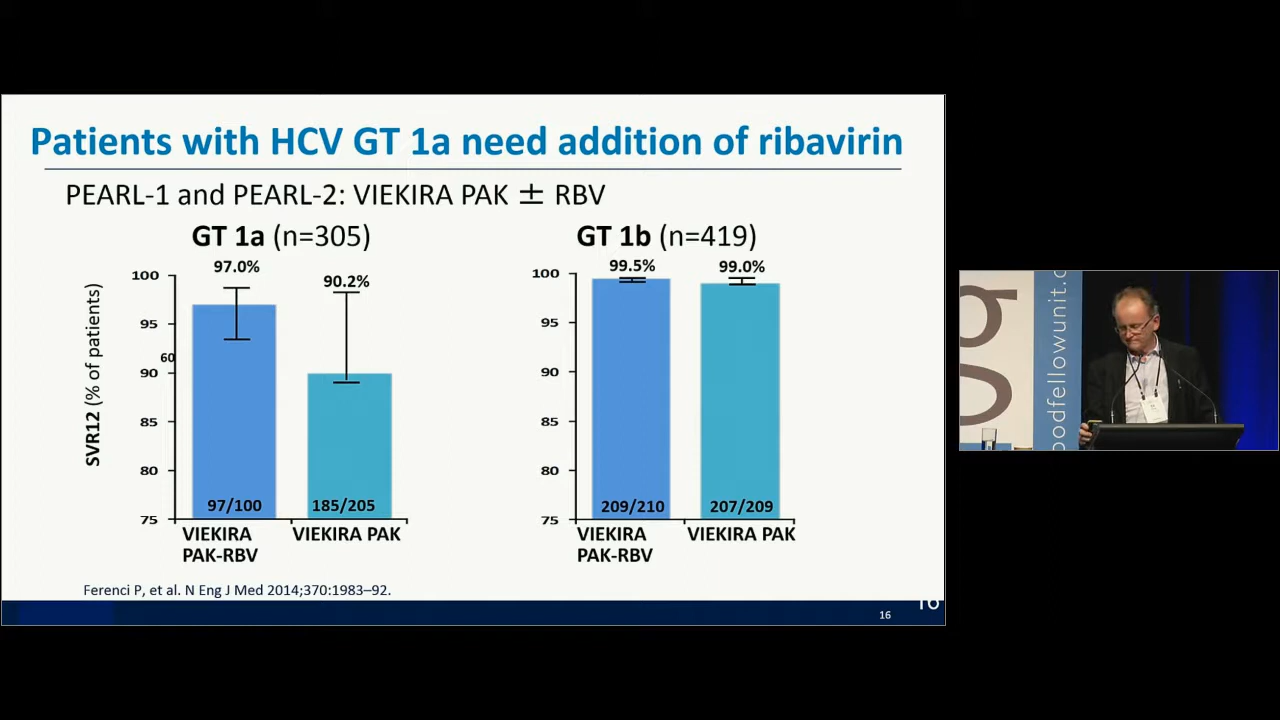 Patients with HCV GT 1a need addition of ribavirin
PEARL-1 and PEARL-2: VIEKIRA PAK ± RBV
GT 1a (n=305)
97.0%
90.2%
SVR12 (% of patients)
100
95
60
90
85
80
75
97/100
185/205
VIEKIRA
PAK-RBV
VIEKIRA PAK
GT 1b (n=419)
99.5%
99.0%
100
95
90
85
80
75
209/210
207/209
VIEKIRA
PAK-RBV
VIEKIRA PAK
Ferenci P, et al. N Eng J Med 2014;370:1983–92.
16
16
g
oodfellowunit.c